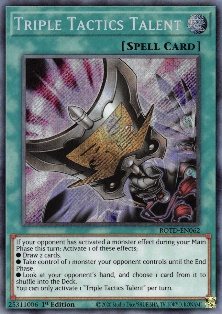 TRIPLE TACTICS TALENT
[SPELL CARD]
ROTD-EN062
If your opponent has activated a monster effect during your Main
Phase this turn: Activate 1 of these effects;
● Draw 2 cards.
● Take control of 1 monster your opponent controls until the End
Phase.
● Look at your opponent's hand, and choose 1 card from it to
shuffle into the Deck.
You can only activate 1 "Triple Tactics Talent" per turn.
25311006 1st Edition